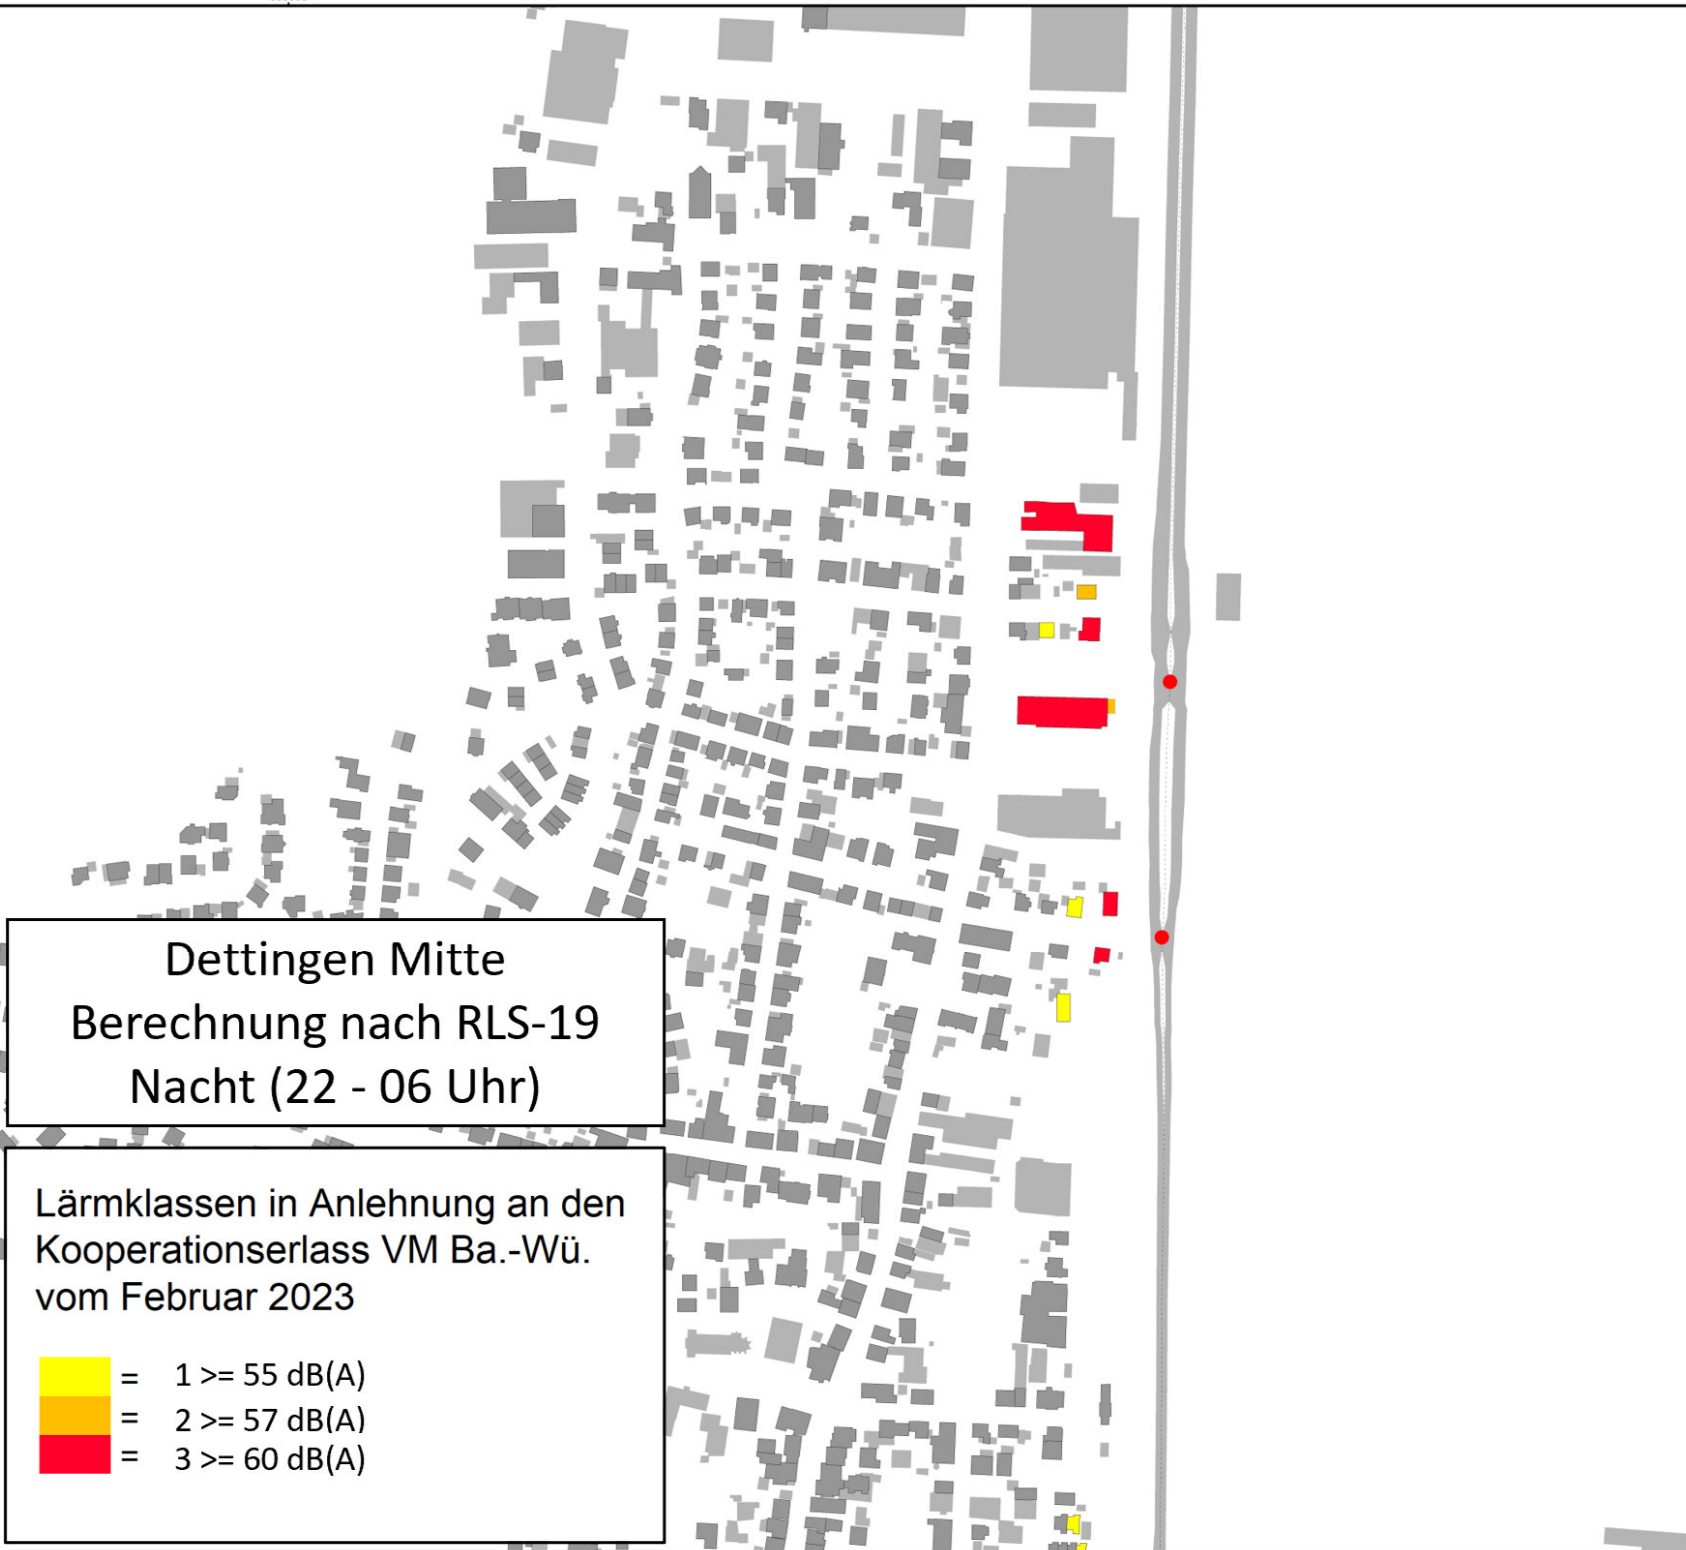 Dettingen Mitte
Berechnung nach RLS-19
Nacht (22 - 06 Uhr)
Lärmklassen in Anlehnung an den
Kooperationserlass VM Ba.-Wü.
vom Februar 2023
= 1 >= 55 dB(A)
= 2 >= 57 dB(A)
= 3 >= 60 dB(A)